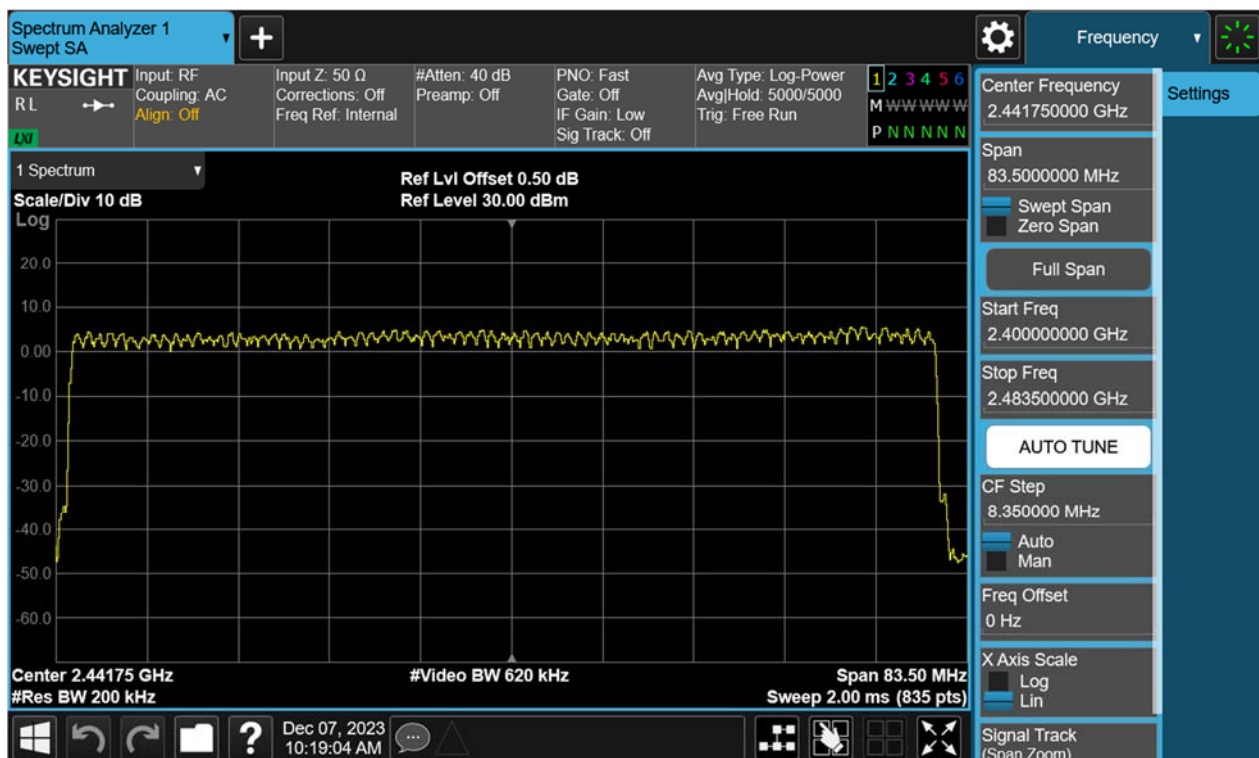 Spectrum Analyzer 1
Swept SA
+
Frequency
KEYSIGHT
R L
LXI
Input: RF
Coupling: AC
Align: Off
Input Z: 50 Ω
Corrections: Off
Freq Ref: Internal
#Atten: 40 dB
Preamp: Off
PNO: Fast
Gate: Off
IF Gain: Low
Sig Track: Off
Avg Type: Log-Power
Avg|Hold: 5000/5000
Trig: Free Run
1 2 3 4 5 6
M W W W W W
P N N N N N
1 Spectrum
Scale/Div 10 dB
Ref Lvl Offset 0.50 dB
Ref Level 30.00 dBm
Log
20.0
10.0
0.00
-10.0
-20.0
-30.0
-40.0
-50.0
-60.0
Center 2.44175 GHz
#Video BW 620 kHz
Span 83.50 MHz
#Res BW 200 kHz
Sweep 2.00 ms (835 pts)
?
Dec 07, 2023
10:19:04 AM
Center Frequency
2.441750000 GHz
Span
83.5000000 MHz
Swept Span
Zero Span
Full Span
Start Freq
2.400000000 GHz
Stop Freq
2.483500000 GHz
AUTO TUNE
CF Step
8.350000 MHz
Auto
Man
Freq Offset
0 Hz
X Axis Scale
Log
Lin
Signal Track
(Span Zoom)
Settings